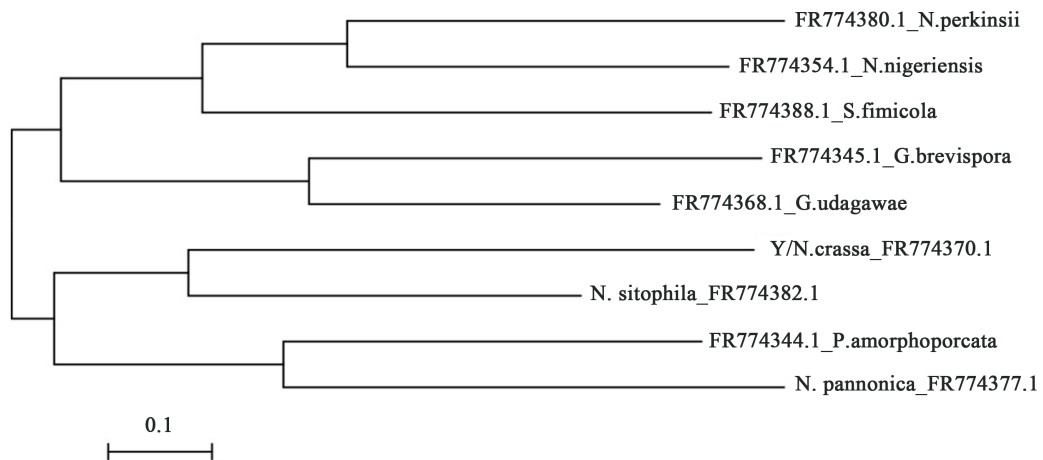 FR774380.1_N.perkinsii
FR774354.1_N.nigeriensis
FR774388.1_S.fimicola
FR774345.1_G.brevispora
FR774368.1_G.udagawae
Y/N.crassa_FR774370.1
N. sitophila_FR774382.1
FR774344.1_P.amorphoporcata
N. pannonica_FR774377.1
0.1